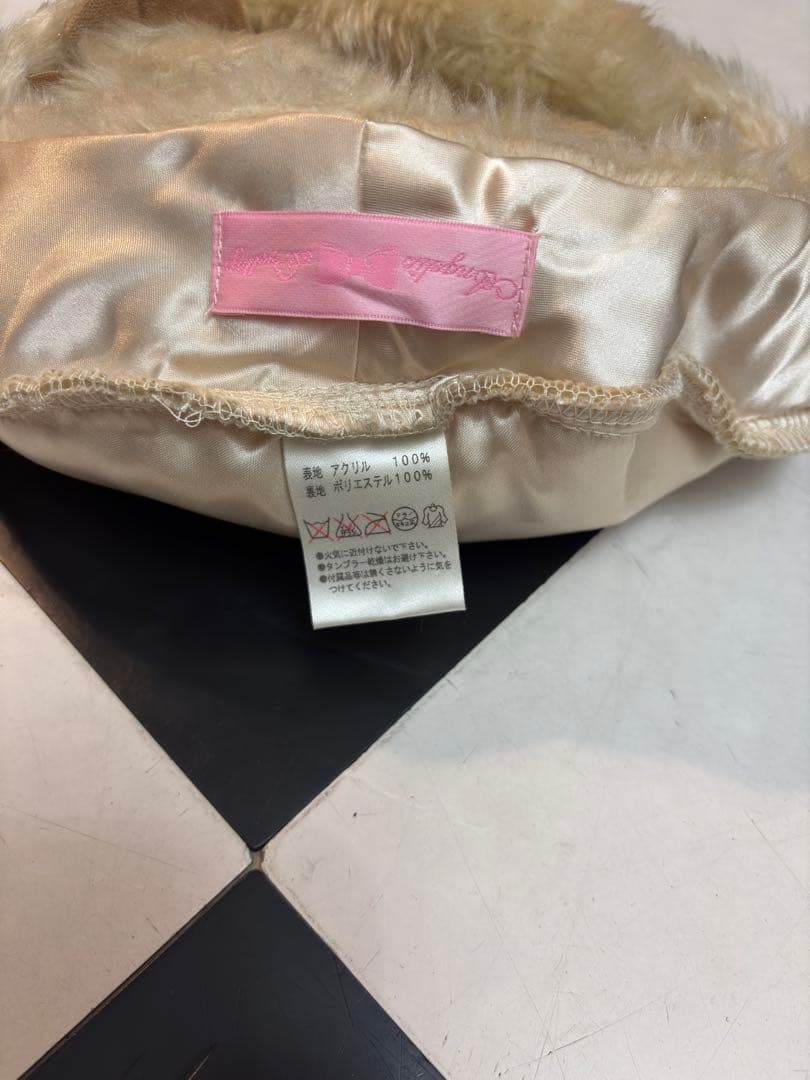 Angelic Pretty
表地 アクリル 100%
裏地 ポリエステル100%
●火気に近付けないで下さい。
●タンブラー乾燥はお避け下さい。
●付属品等は無くさないように気を
つけてください。